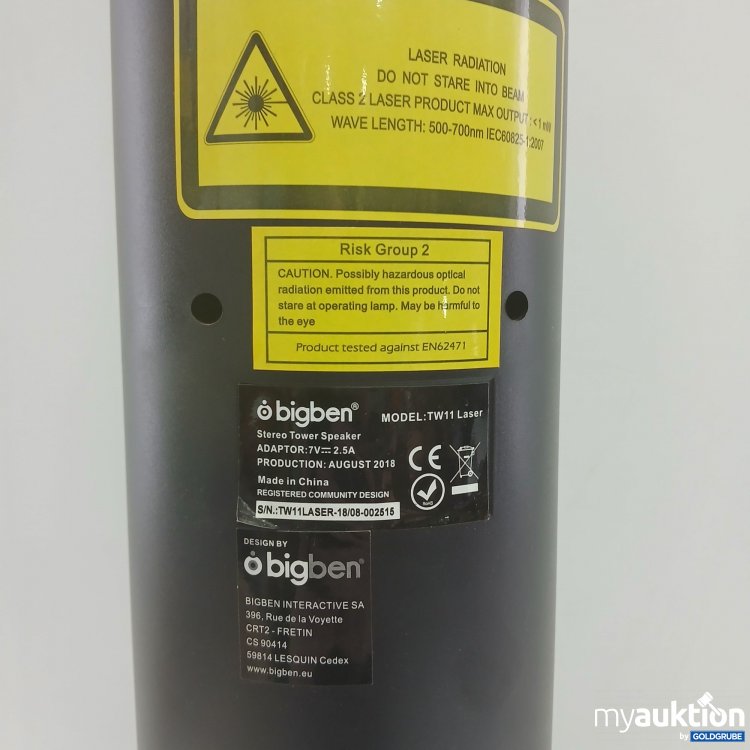 LASER RADIATION
DO NOT STARE INTO BEAM
CLASS 2 LASER PRODUCT MAX OUTPUT: < 1 mW
WAVE LENGTH: 500-700nm IEC60825-1:2007
Risk Group 2
CAUTION. Possibly hazardous optical
radiation emitted from this product. Do not
stare at operating lamp. May be harmful to
the eye
Product tested against EN62471
bigben® MODEL:TW11 Laser
Stereo Tower Speaker
ADAPTOR:7V⎓2.5A
PRODUCTION: AUGUST 2018
Made in China
REGISTERED COMMUNITY DESIGN
S/N.:TW11LASER-18/08-002515
CE
RoHS
DESIGN BY
bigben®
BIGBEN INTERACTIVE SA
396, Rue de la Voyette
CRT2 - FRETIN
CS 90414
59814 LESQUIN Cedex
www.bigben.eu
myauktion
by GOLDGRUBE